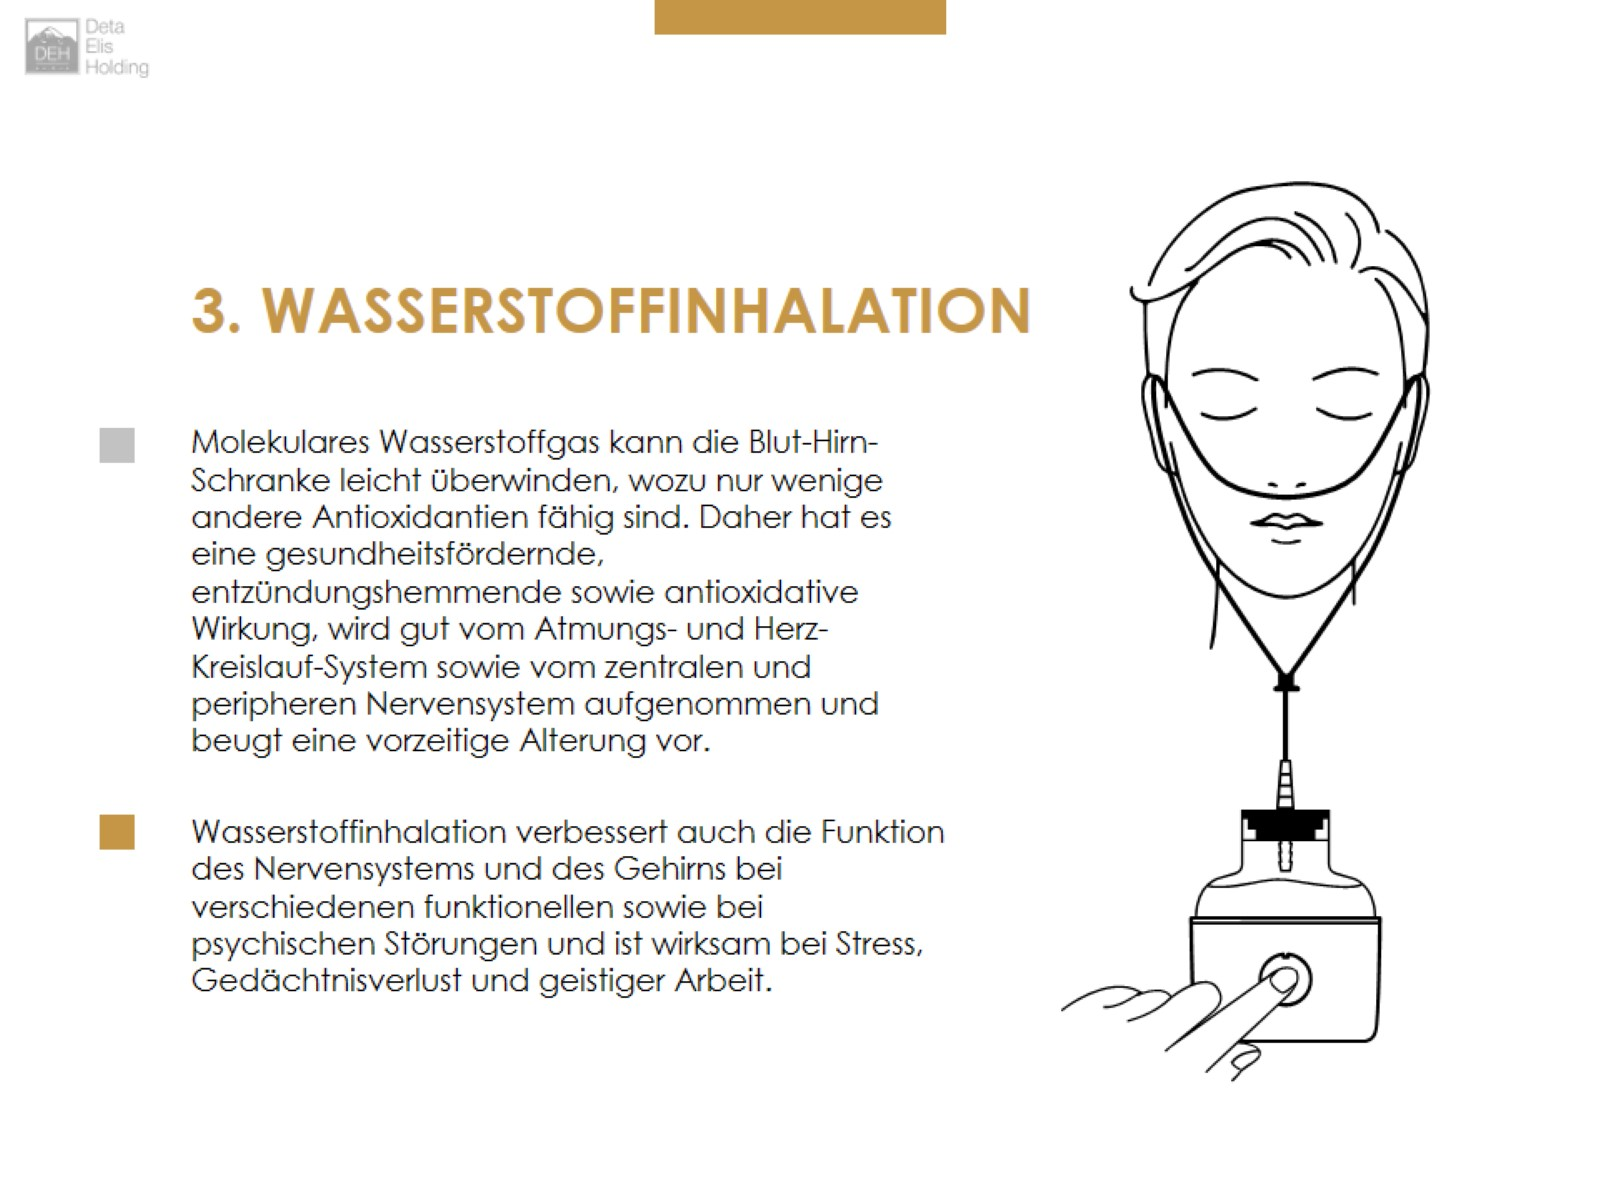 Deta
Elis
Holding
DEH
3. WASSERSTOFFINHALATION
Molekulares Wasserstoffgas kann die Blut-Hirn-
Schranke leicht überwinden, wozu nur wenige
andere Antioxidantien fähig sind. Daher hat es
eine gesundheitsfördernde,
entzündungshemmende sowie antioxidative
Wirkung, wird gut vom Atmungs- und Herz-
Kreislauf-System sowie vom zentralen und
peripheren Nervensystem aufgenommen und
beugt eine vorzeitige Alterung vor.
Wasserstoffinhalation verbessert auch die Funktion
des Nervensystems und des Gehirns bei
verschiedenen funktionellen sowie bei
psychischen Störungen und ist wirksam bei Stress,
Gedächtnisverlust und geistiger Arbeit.